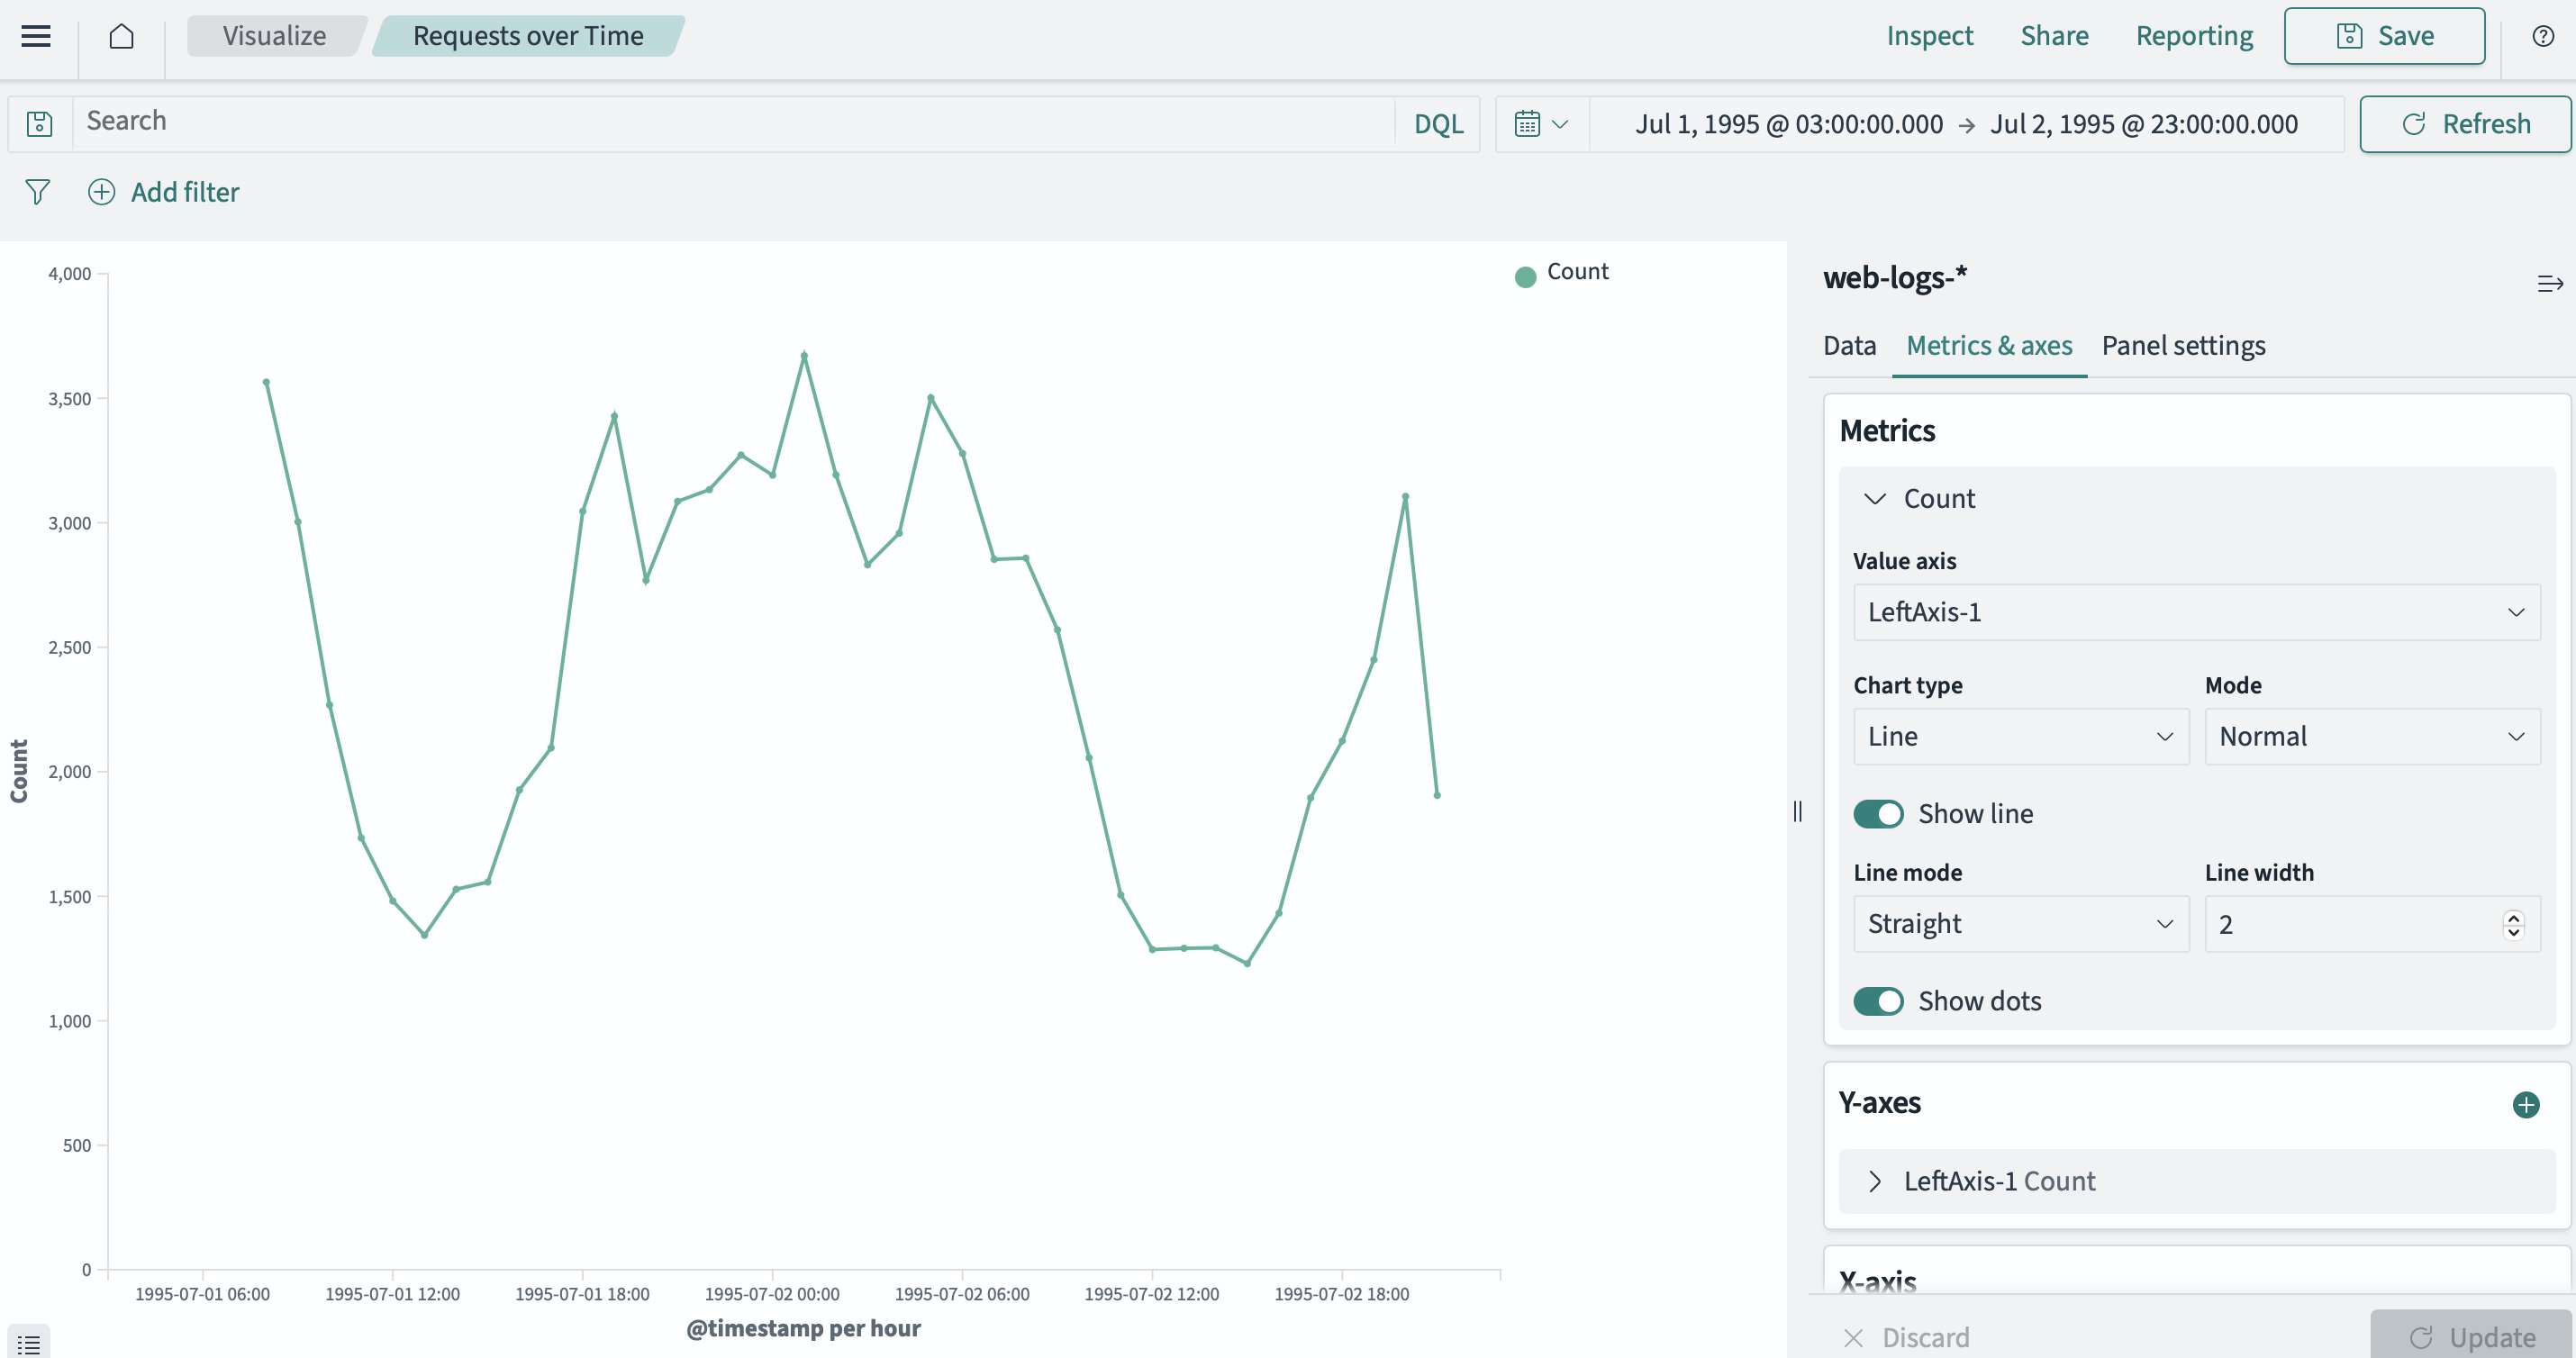 Visualize
Requests over Time
Inspect
Share
Reporting
Save
Search
DQL
Jul 1, 1995 @ 03:00:00.000 → Jul 2, 1995 @ 23:00:00.000
Refresh
Add filter
4,000
3,500
3,000
2,500
2,000
1,500
1,000
500
0
Count
1995-07-01 06:00
1995-07-01 12:00
1995-07-01 18:00
1995-07-02 00:00
1995-07-02 06:00
1995-07-02 12:00
1995-07-02 18:00
@timestamp per hour
Count
web-logs-*
Data
Metrics & axes
Panel settings
Metrics
Count
Value axis
LeftAxis-1
Chart type
Mode
Line
Normal
Show line
Line mode
Line width
Straight
2
Show dots
Y-axes
LeftAxis-1 Count
X-axis
Discard
Update